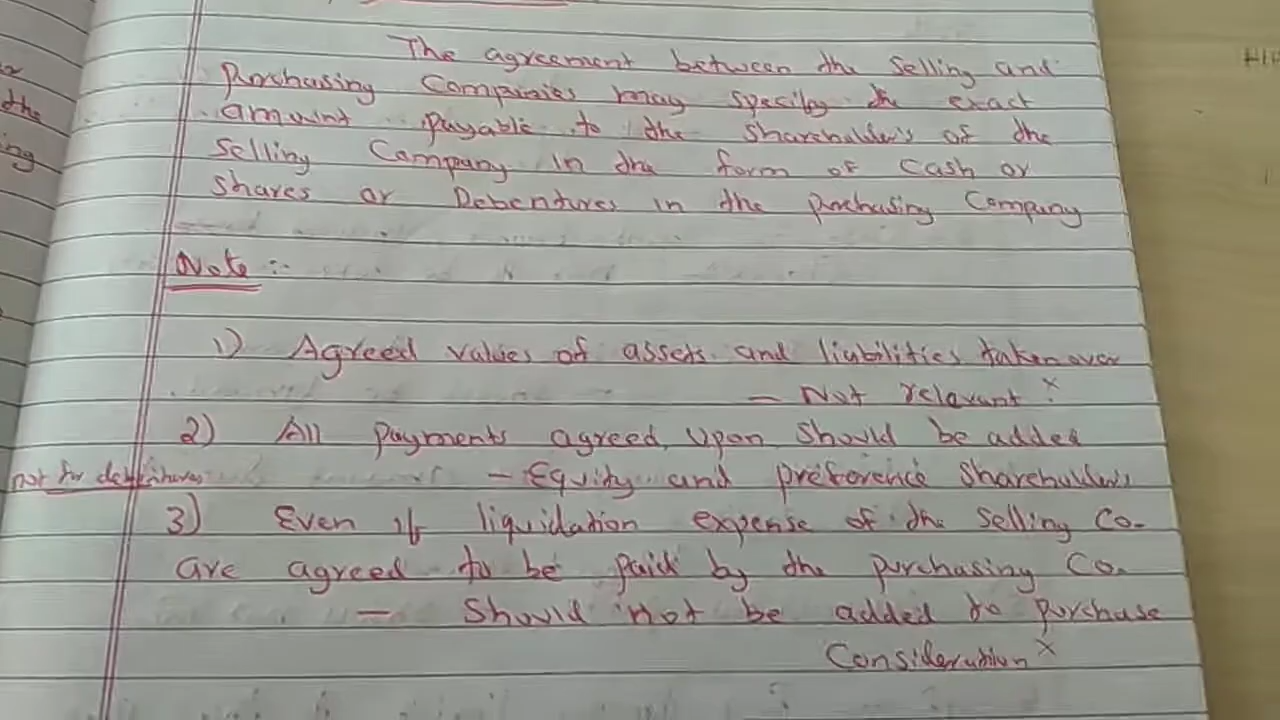 The agreement between the selling and
purchasing Companies may specify the exact
amount payable to the shareholder's of the
selling Company in the form of Cash or
shares or Debentures in the purchasing Company
Note :-
1) Agreed values of assets and liabilities taken over
- Not relevant x
2) All payments agreed upon should be added
not for debentures - Equity and preference shareholders
3) Even if liquidation expense of the selling Co.
are agreed to be paid by the purchasing Co.
- Should not be added to purchase
Consideration x
the
ing